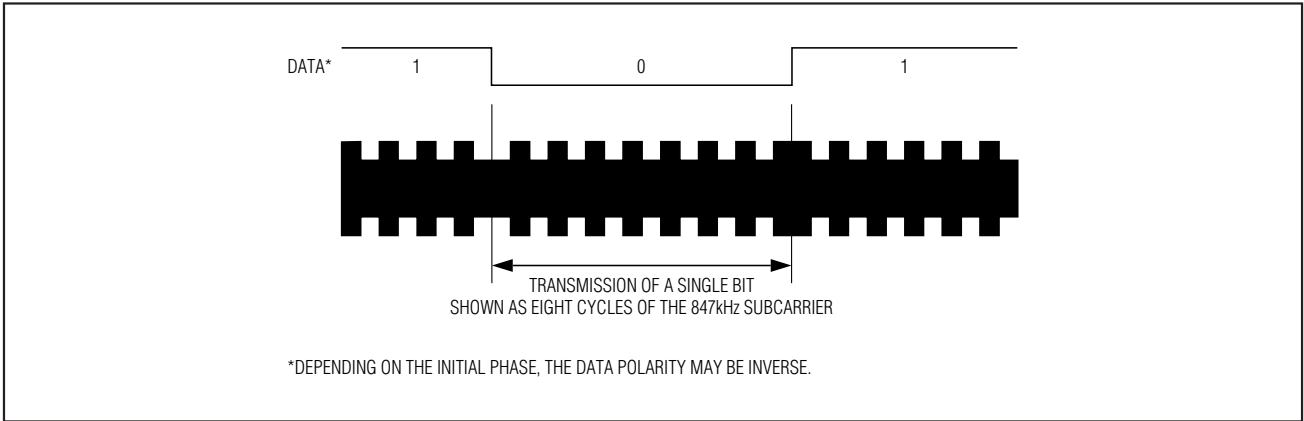 DATA* 1 0 1
TRANSMISSION OF A SINGLE BIT
SHOWN AS EIGHT CYCLES OF THE 847kHz SUBCARRIER
*DEPENDING ON THE INITIAL PHASE, THE DATA POLARITY MAY BE INVERSE.